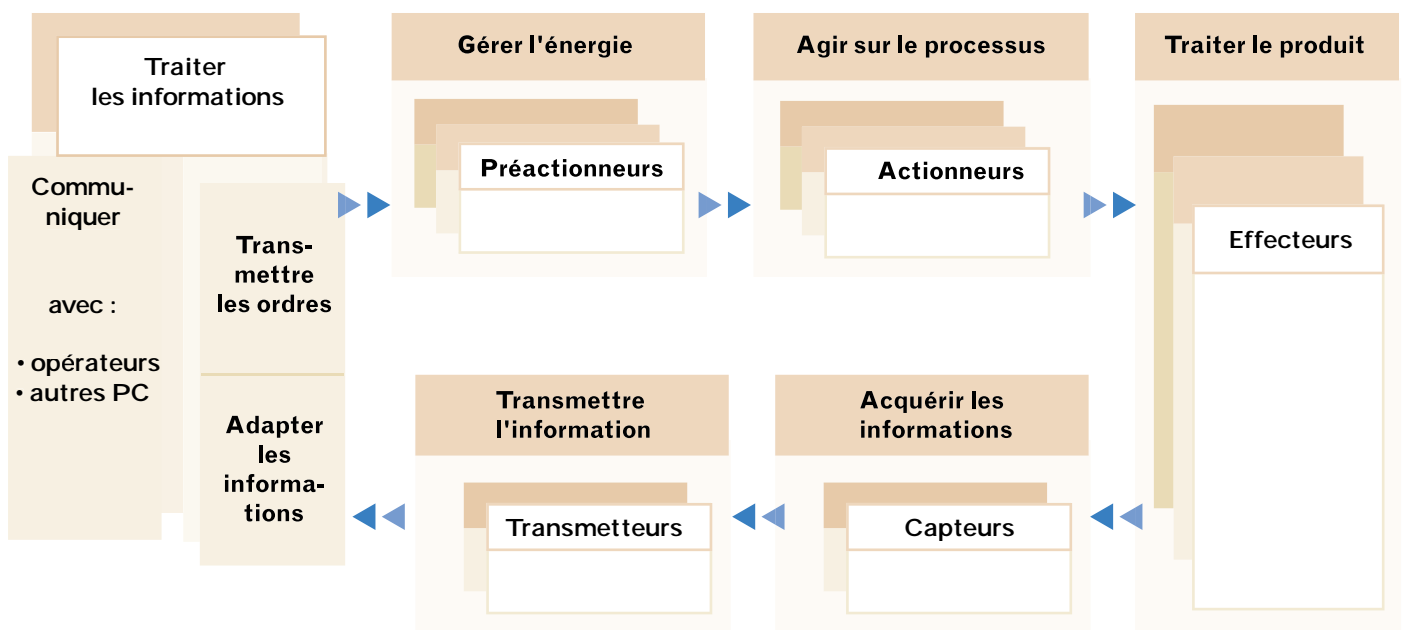 Traiter
les informations
Commu-
niquer
avec :
• opérateurs
• autres PC
Trans-
mettre
les ordres
Adapter
les
informa-
tions
Gérer l'énergie
Préactionneurs
Agir sur le processus
Actionneurs
Traiter le produit
Effecteurs
Transmettre
l'information
Transmetteurs
Acquérir les
informations
Capteurs